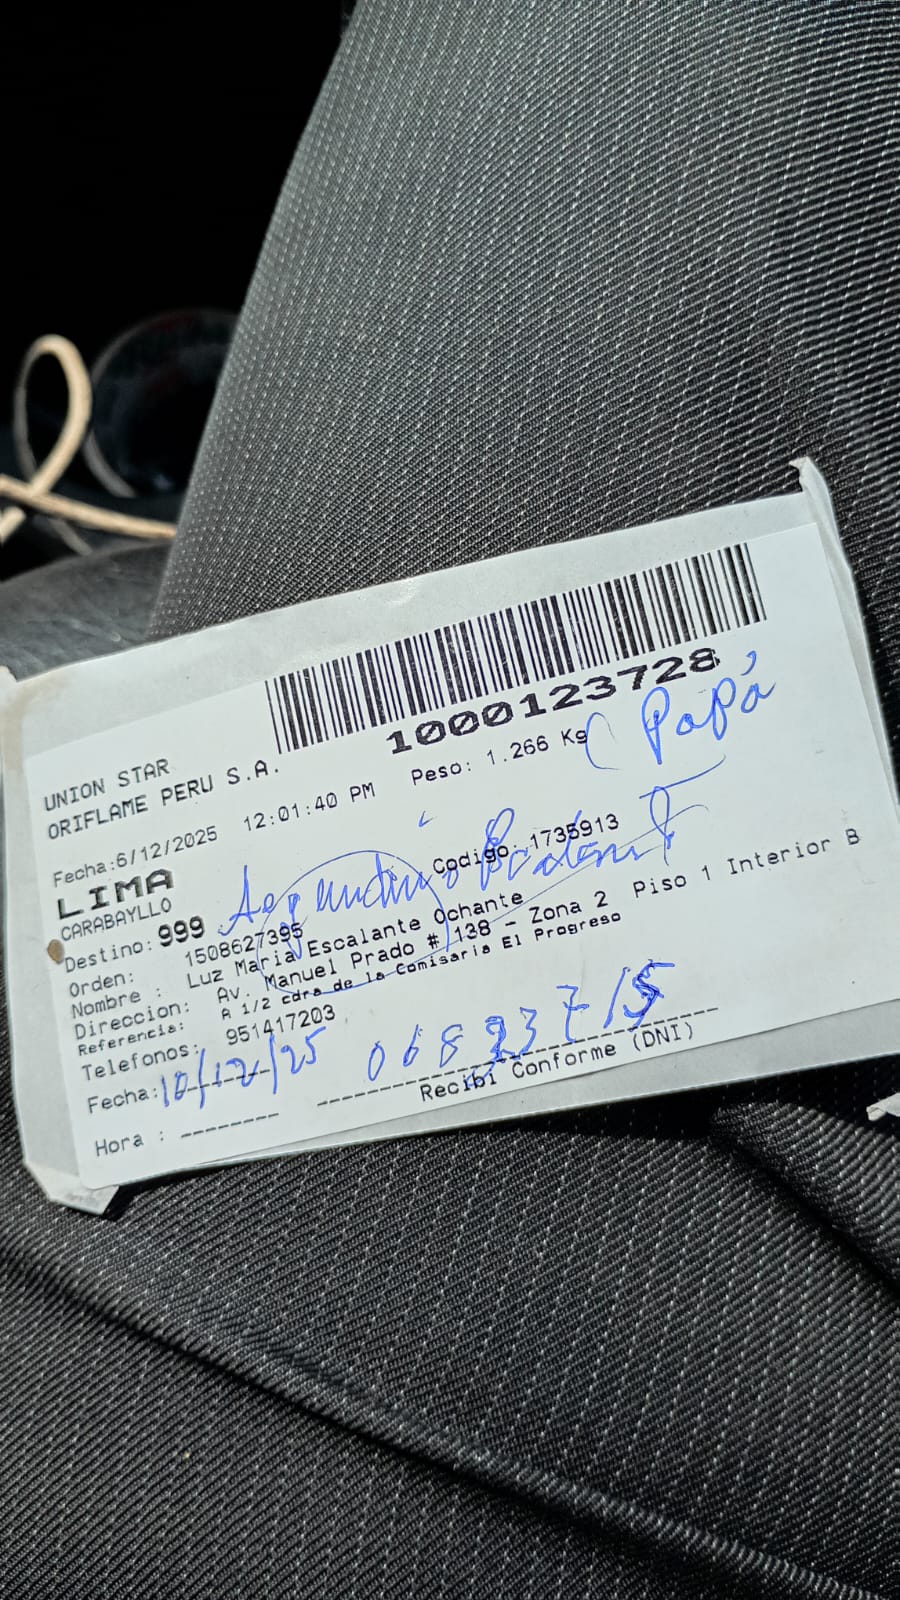 1000123728
UNION STAR
ORIFLAME PERU S.A.
Fecha:6/12/2025 12:01:40 PM Peso: 1.266 Kg
( Papá
LIMA
CARABAYLLO
Codigo 1735913
Destino: 999
Orden: 1508627395
Nombre : Luz Maria Escalante Ochante
Direccion: Av. Manuel Prado # 138 - Zona 2 Piso 1 Interior B
Referencia: A 1/2 cdra de la Comisaria El Progreso
Telefonos: 951417203
Fecha: 10/12/25
Recibi Conforme (DNI)
Hora :